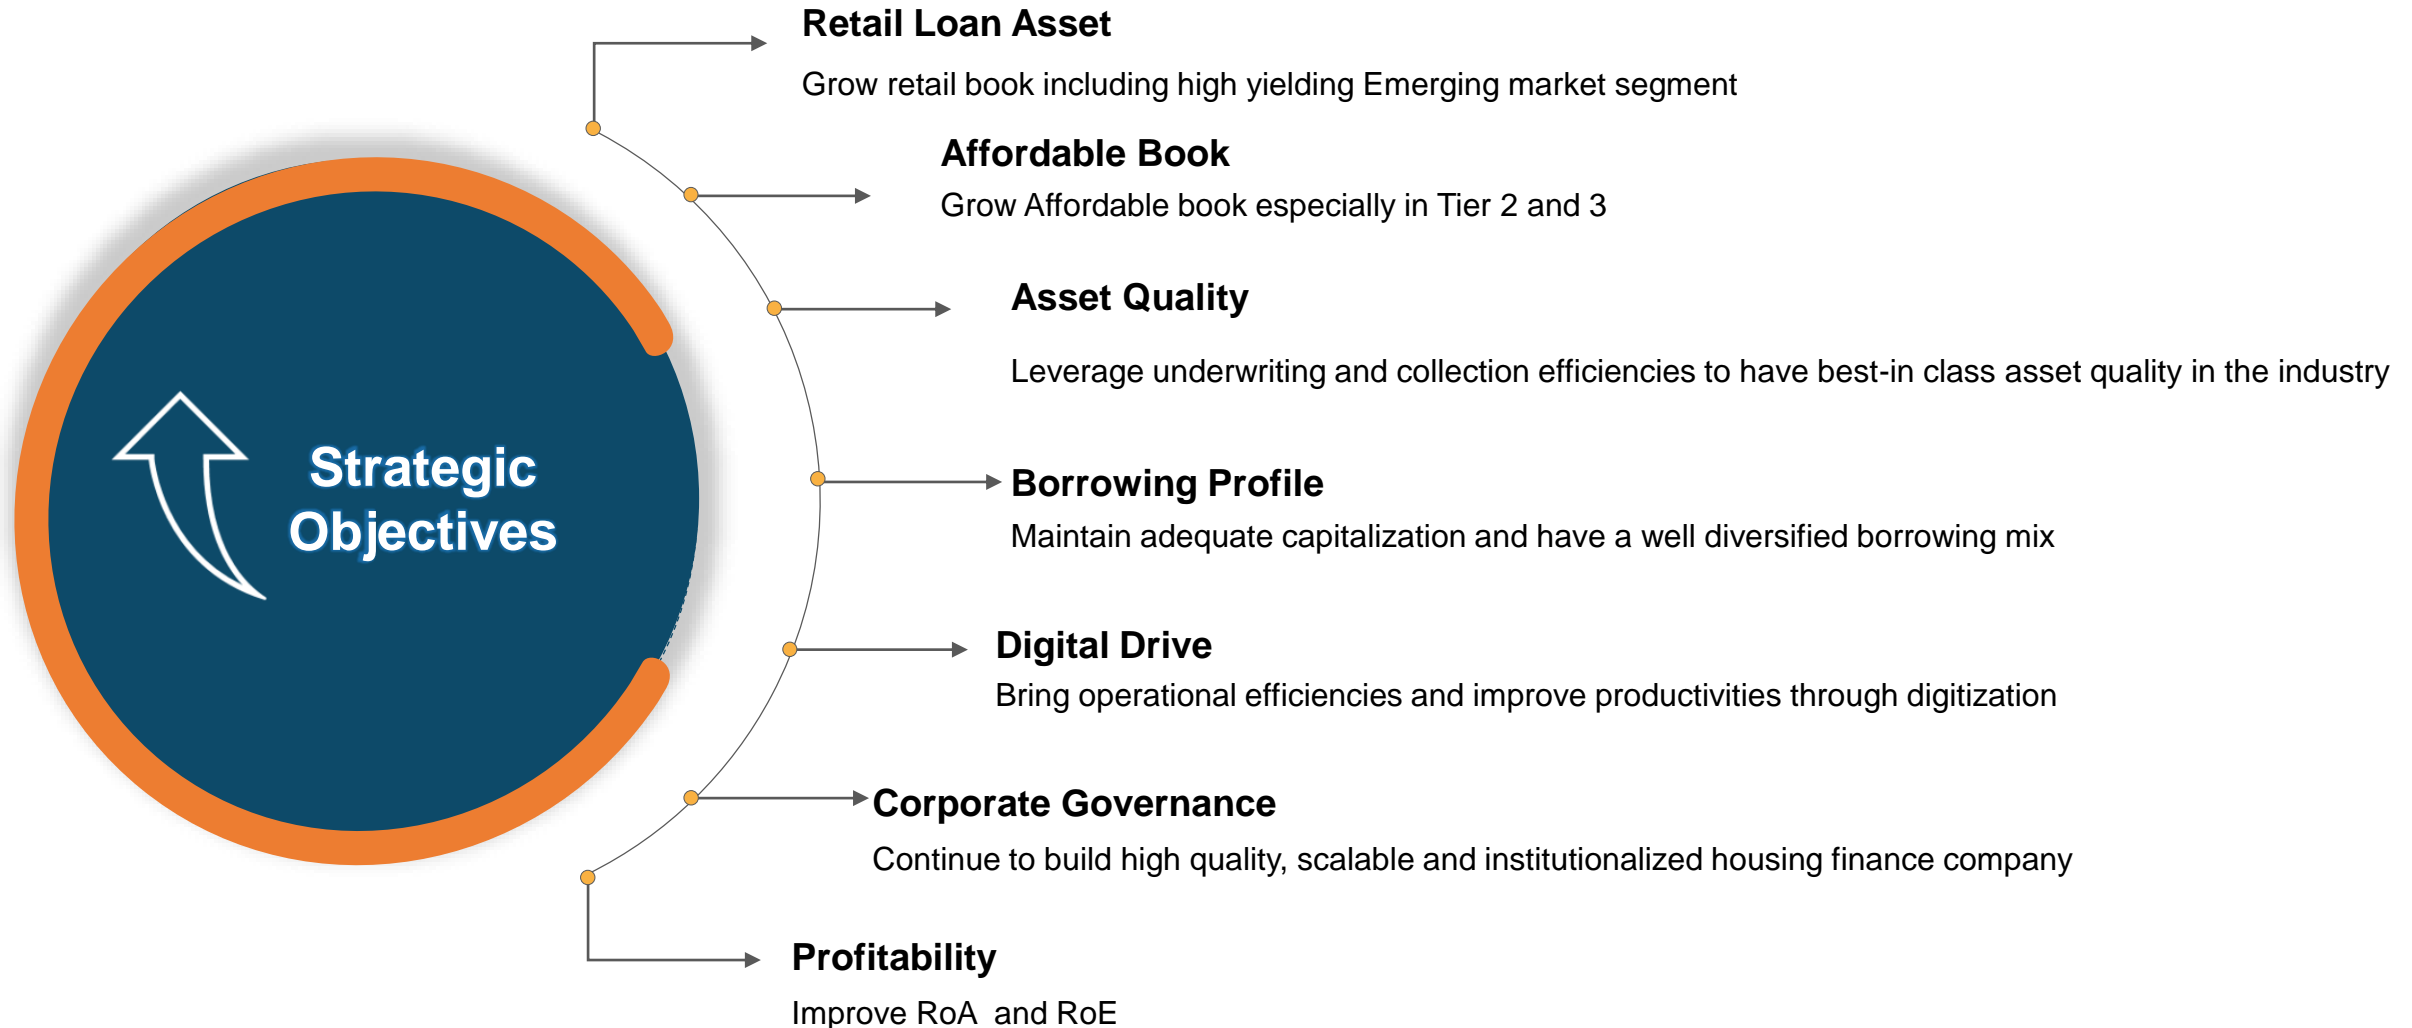 Retail Loan Asset
Grow retail book including high yielding Emerging market segment
Affordable Book
Grow Affordable book especially in Tier 2 and 3
Asset Quality
Leverage underwriting and collection efficiencies to have best-in class asset quality in the industry
Strategic
Objectives
Borrowing Profile
Maintain adequate capitalization and have a well diversified borrowing mix
Digital Drive
Bring operational efficiencies and improve productivities through digitization
Corporate Governance
Continue to build high quality, scalable and institutionalized housing finance company
Profitability
Improve RoA and RoE